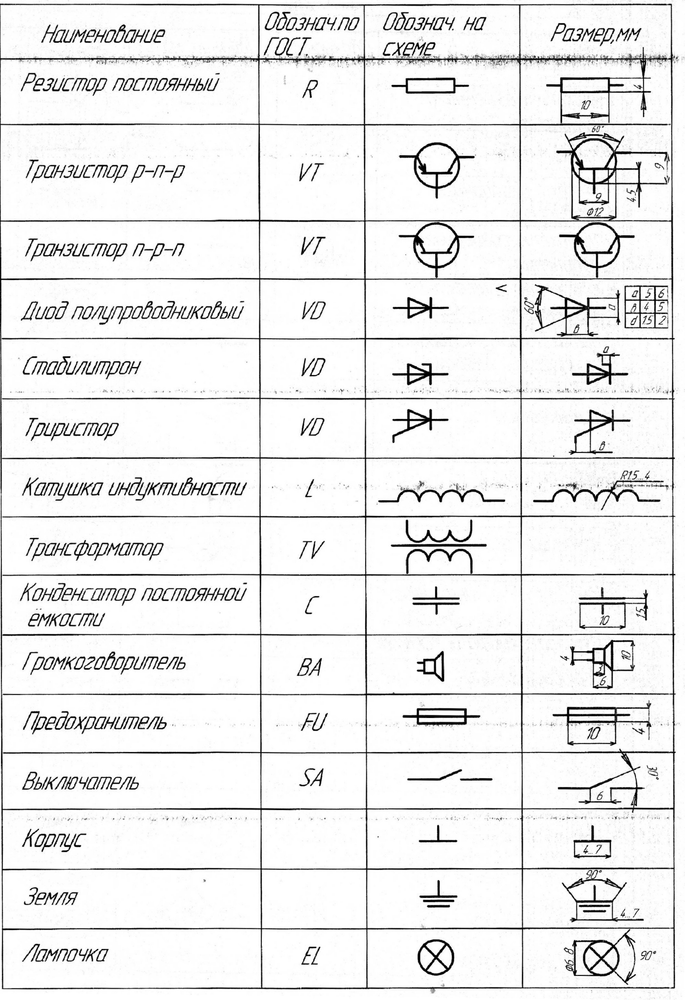 Наименование
Обознач.по
ГОСТ.
Обознач. на
схеме
Размер,мм
Резистор постоянный
R
10
4
Транзистор р-п-р
VT
60°
9
4.5
9
Φ12
Транзистор п-р-п
VT
Диод полупроводниковый
VD
<
60°
в
а
а 5 6
в 4 5
d 1.5 2
Стабилитрон
VD
а
Триристор
VD
в
Катушка индуктивности
L
R1.5...4
Трансформатор
TV
Конденсатор постоянной
ёмкости
C
10
1.5
Громкоговоритель
BA
4
3
6
10
Предохранитель
FU
10
4
Выключатель
SA
6
30°
Корпус
4...7
Земля
90°
4...7
Лампочка
EL
Φ6..8
90°